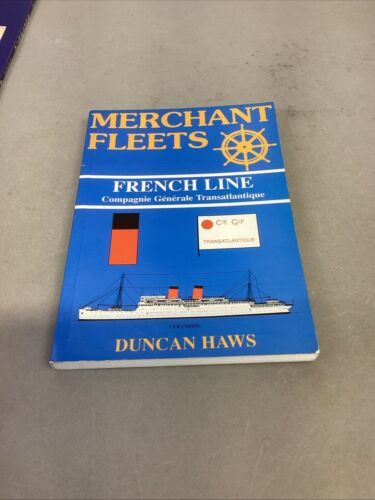 MERCHANT
FLEETS
FRENCH LINE
Compagnie Générale Transatlantique
Cie Gle
TRANSATLANTIQUE
COLOMBIE
DUNCAN HAWS